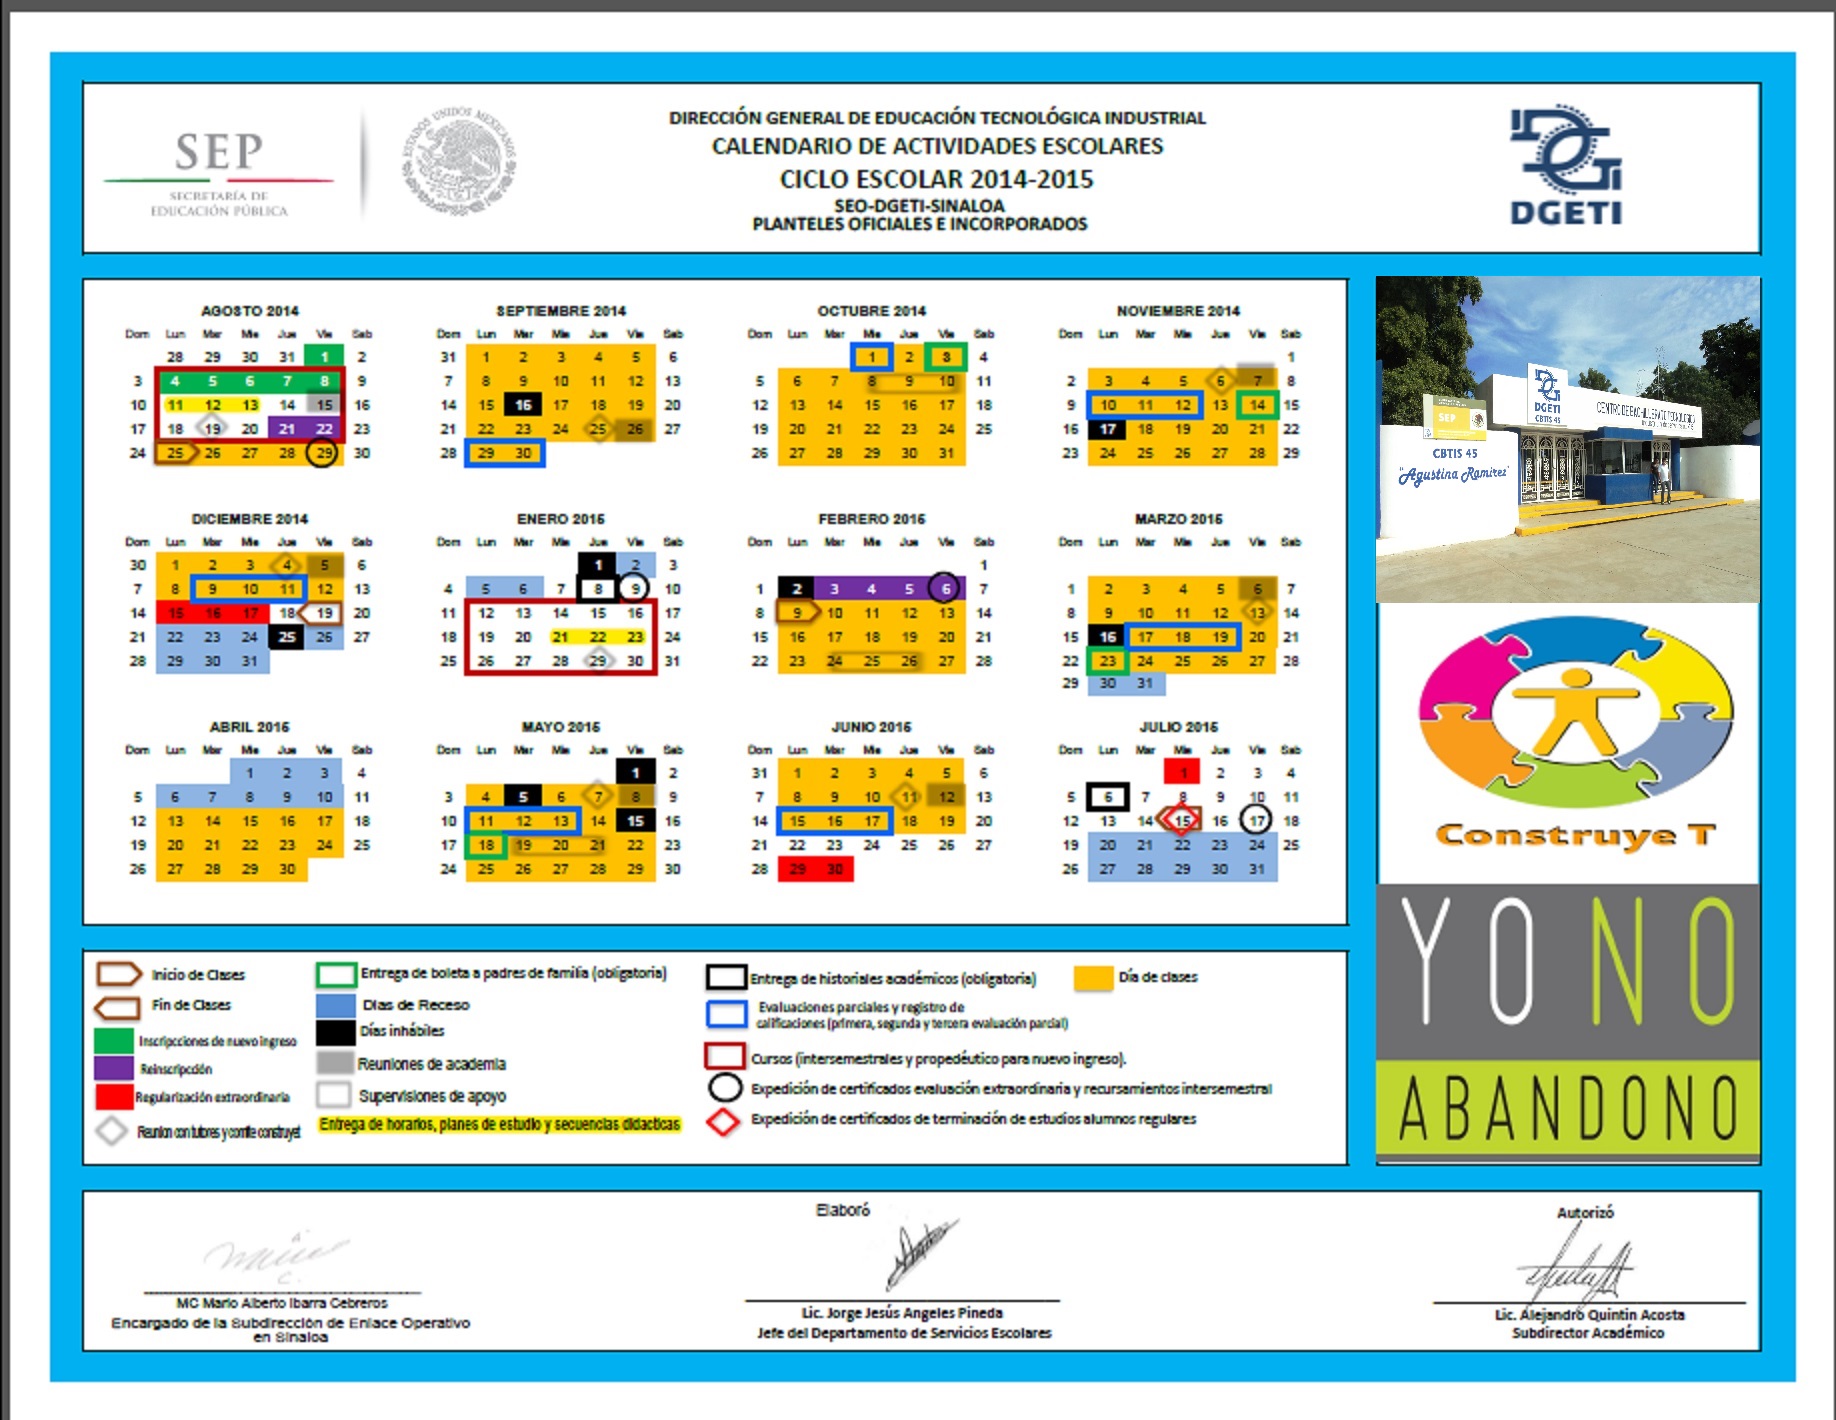 SEP
SECRETARÍA DE
EDUCACIÓN PÚBLICA
ESTADOS UNIDOS MEXICANOS
DIRECCIÓN GENERAL DE EDUCACIÓN TECNOLÓGICA INDUSTRIAL
CALENDARIO DE ACTIVIDADES ESCOLARES
CICLO ESCOLAR 2014-2015
SEO-DGETI-SINALOA
PLANTELES OFICIALES E INCORPORADOS
DGETI
AGOSTO 2014
Dom Lun Mar Mie Jue Vie Sab
28 29 30 31 1 2
3 4 5 6 7 8 9
10 11 12 13 14 15 16
17 18 19 20 21 22 23
24 25 26 27 28 29 30
SEPTIEMBRE 2014
Dom Lun Mar Mie Jue Vie Sab
31 1 2 3 4 5 6
7 8 9 10 11 12 13
14 15 16 17 18 19 20
21 22 23 24 25 26 27
28 29 30
OCTUBRE 2014
Dom Lun Mar Mie Jue Vie Sab
1 2 3 4
5 6 7 8 9 10 11
12 13 14 15 16 17 18
19 20 21 22 23 24 25
26 27 28 29 30 31
NOVIEMBRE 2014
Dom Lun Mar Mie Jue Vie Sab
1
2 3 4 5 6 7 8
9 10 11 12 13 14 15
16 17 18 19 20 21 22
23 24 25 26 27 28 29
DICIEMBRE 2014
Dom Lun Mar Mie Jue Vie Sab
30 1 2 3 4 5 6
7 8 9 10 11 12 13
14 15 16 17 18 19 20
21 22 23 24 25 26 27
28 29 30 31
ENERO 2015
Dom Lun Mar Mie Jue Vie Sab
1 2 3
4 5 6 7 8 9 10
11 12 13 14 15 16 17
18 19 20 21 22 23 24
25 26 27 28 29 30 31
FEBRERO 2015
Dom Lun Mar Mie Jue Vie Sab
1
1 2 3 4 5 6 7
8 9 10 11 12 13 14
15 16 17 18 19 20 21
22 23 24 25 26 27 28
MARZO 2015
Dom Lun Mar Mie Jue Vie Sab
1 2 3 4 5 6 7
8 9 10 11 12 13 14
15 16 17 18 19 20 21
22 23 24 25 26 27 28
29 30 31
ABRIL 2015
Dom Lun Mar Mie Jue Vie Sab
1 2 3 4
5 6 7 8 9 10 11
12 13 14 15 16 17 18
19 20 21 22 23 24 25
26 27 28 29 30
MAYO 2015
Dom Lun Mar Mie Jue Vie Sab
1 2
3 4 5 6 7 8 9
10 11 12 13 14 15 16
17 18 19 20 21 22 23
24 25 26 27 28 29 30
JUNIO 2015
Dom Lun Mar Mie Jue Vie Sab
31 1 2 3 4 5 6
7 8 9 10 11 12 13
14 15 16 17 18 19 20
21 22 23 24 25 26 27
28 29 30
JULIO 2015
Dom Lun Mar Mie Jue Vie Sab
1 2 3 4
5 6 7 8 9 10 11
12 13 14 15 16 17 18
19 20 21 22 23 24 25
26 27 28 29 30 31
DGETI
CBTIS 45
SEP
CENTRO DE BACHILLERATO TECNOLOGICO
CBTIS 45
"Agustina Ramirez"
Construye T
YO NO
ABANDONO
Inicio de Clases
Fin de Clases
Inscripcciones de nuevo ingreso
Reinscripcdón
Regularización extraordinaria
Reunion con tutores y comite construyet
Entrega de boleta a padres de familia (obligatoria)
Días de Receso
Días inhábiles
Reuniones de academia
Supervisiones de apoyo
Entrega de horarios, planes de estudio y secuencias didacticas
Entrega de historiales académicos (obligatoria)
Día de clases
Evaluaciones parciales y registro de
calificaciones (primera, segunda y tercera evaluación parcial)
Cursos (intersemestrales y propedéutico para nuevo ingreso).
Expedición de certificados evaluación extraordinaria y recursamientos intersemestral
Expedición de certificados de terminación de estudios alumnos regulares
MC Mario Alberto Ibarra Cebreros
Encargado de la Subdirección de Enlace Operativo
en Sinaloa
Elaboró
Lic. Jorge Jesús Angeles Pineda
Jefe del Departamento de Servicios Escolares
Autorizó
Lic. Alejandro Quintin Acosta
Subdirector Académico